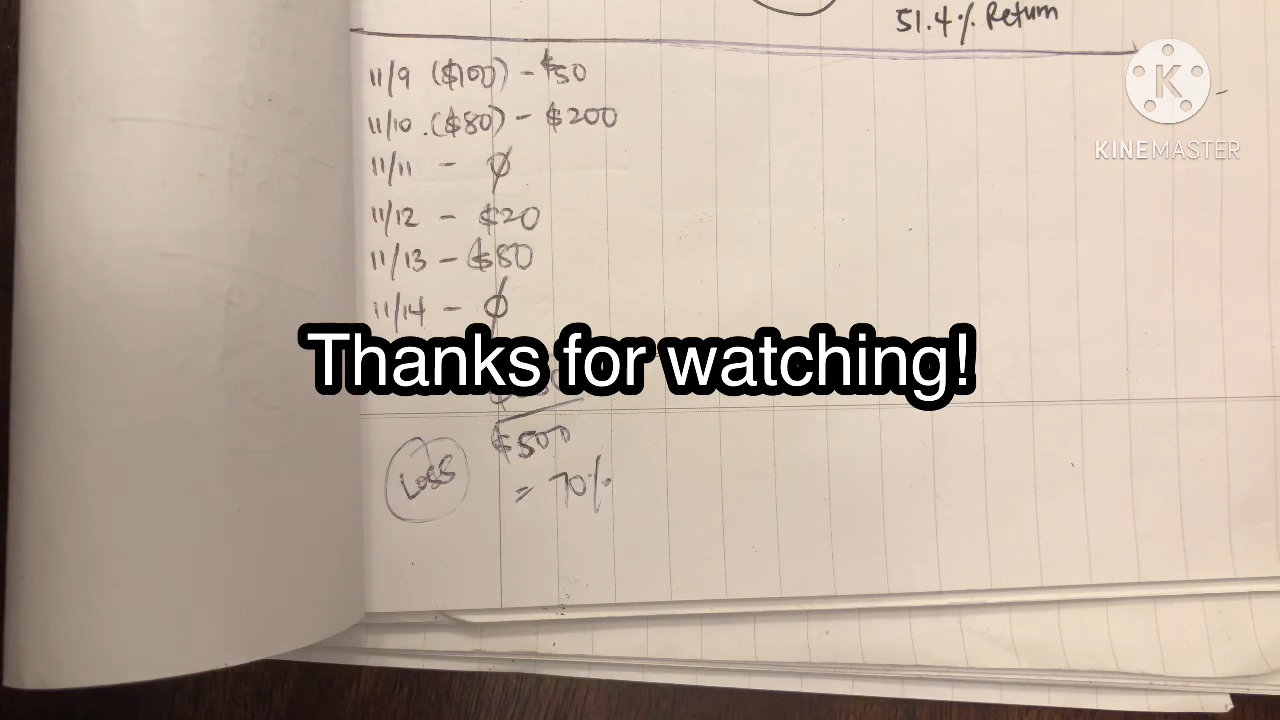 51.4% Return
11/9 ($100) - $50
11/10 . ($80) - $200
11/11 - ∅
11/12 - $20
11/13 - $80
11/14 - ∅
Thanks for watching!
$500
Loss
= 70%
KINEMASTER